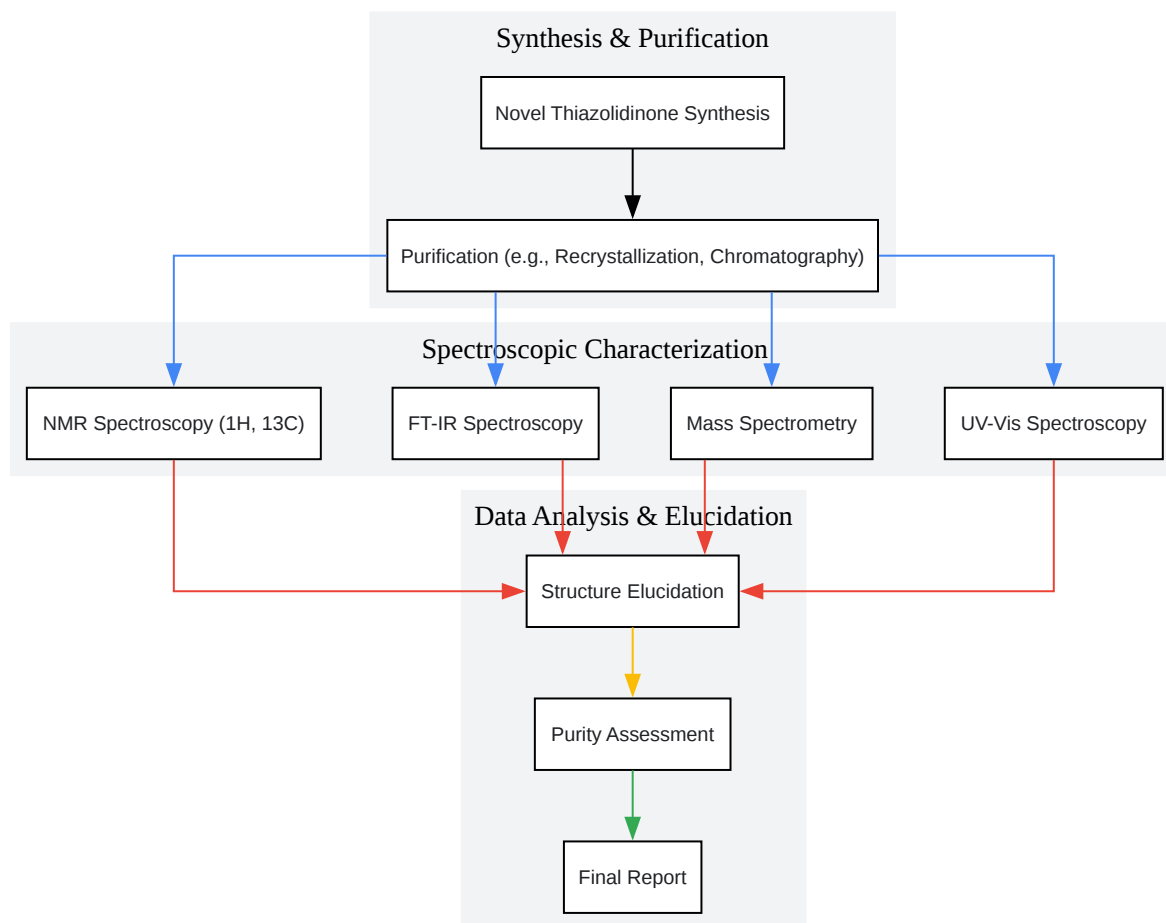 Synthesis & Purification
Novel Thiazolidinone Synthesis
Purification (e.g., Recrystallization, Chromatography)
Spectroscopic Characterization
NMR Spectroscopy (1H, 13C)
FT-IR Spectroscopy
Mass Spectrometry
UV-Vis Spectroscopy
Data Analysis & Elucidation
Structure Elucidation
Purity Assessment
Final Report